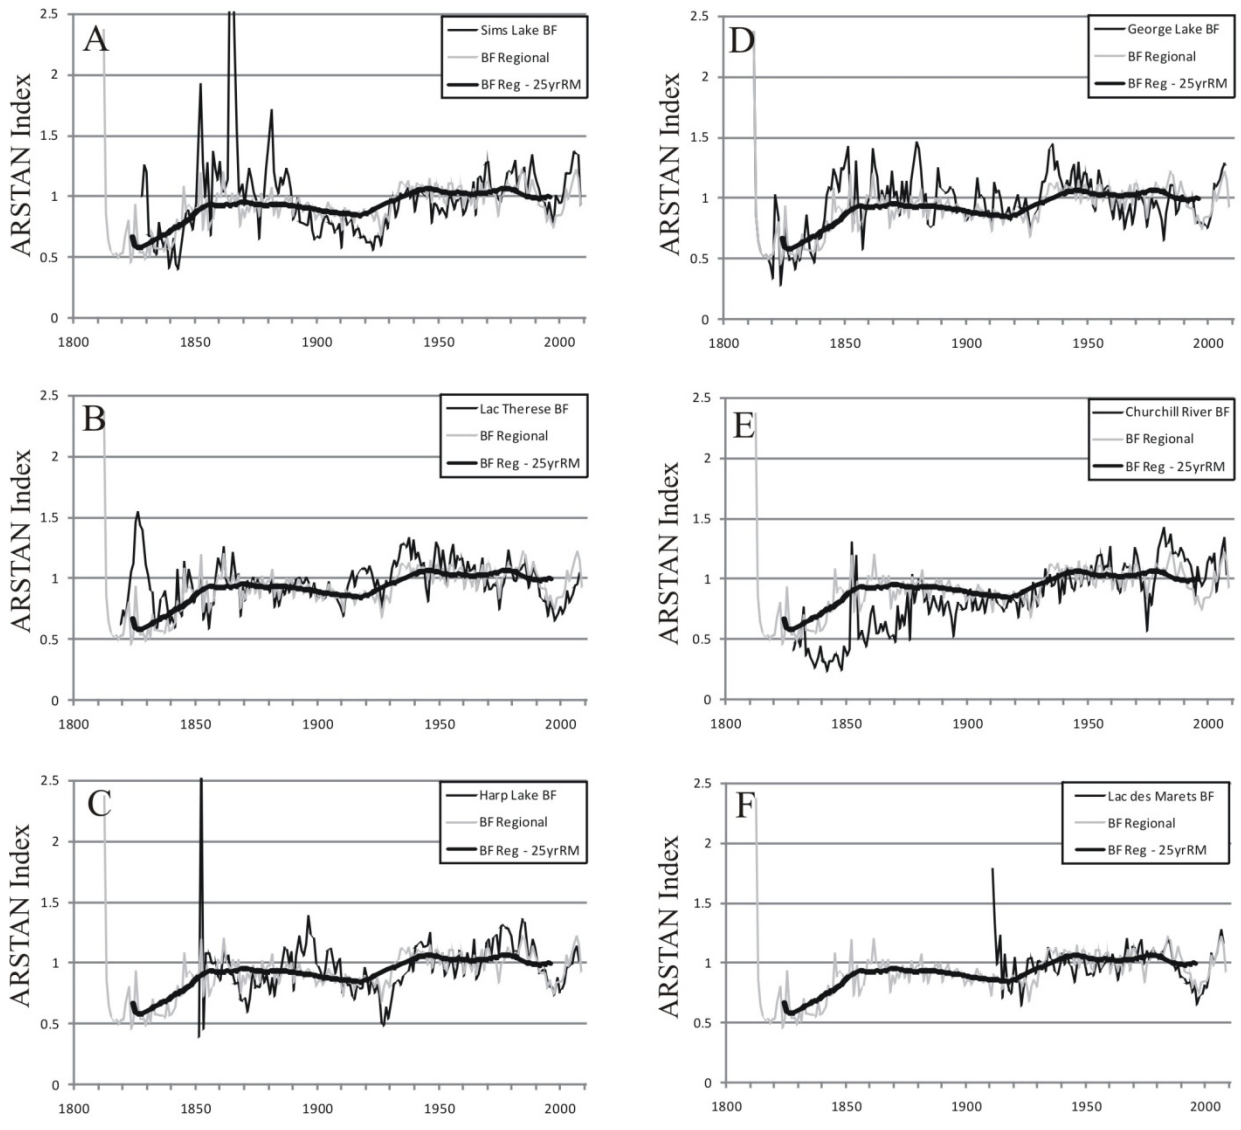 A
ARSTAN Index
2.5
2
1.5
1
0.5
0
1800 1850 1900 1950 2000
Sims Lake BF
BF Regional
BF Reg - 25yrRM
D
ARSTAN Index
2.5
2
1.5
1
0.5
0
1800 1850 1900 1950 2000
George Lake BF
BF Regional
BF Reg - 25yrRM
B
ARSTAN Index
2.5
2
1.5
1
0.5
0
1800 1850 1900 1950 2000
Lac Therese BF
BF Regional
BF Reg - 25yrRM
E
ARSTAN Index
2.5
2
1.5
1
0.5
0
1800 1850 1900 1950 2000
Churchill River BF
BF Regional
BF Reg - 25yrRM
C
ARSTAN Index
2.5
2
1.5
1
0.5
0
1800 1850 1900 1950 2000
Harp Lake BF
BF Regional
BF Reg - 25yrRM
F
ARSTAN Index
2.5
2
1.5
1
0.5
0
1800 1850 1900 1950 2000
Lac des Marets BF
BF Regional
BF Reg - 25yrRM